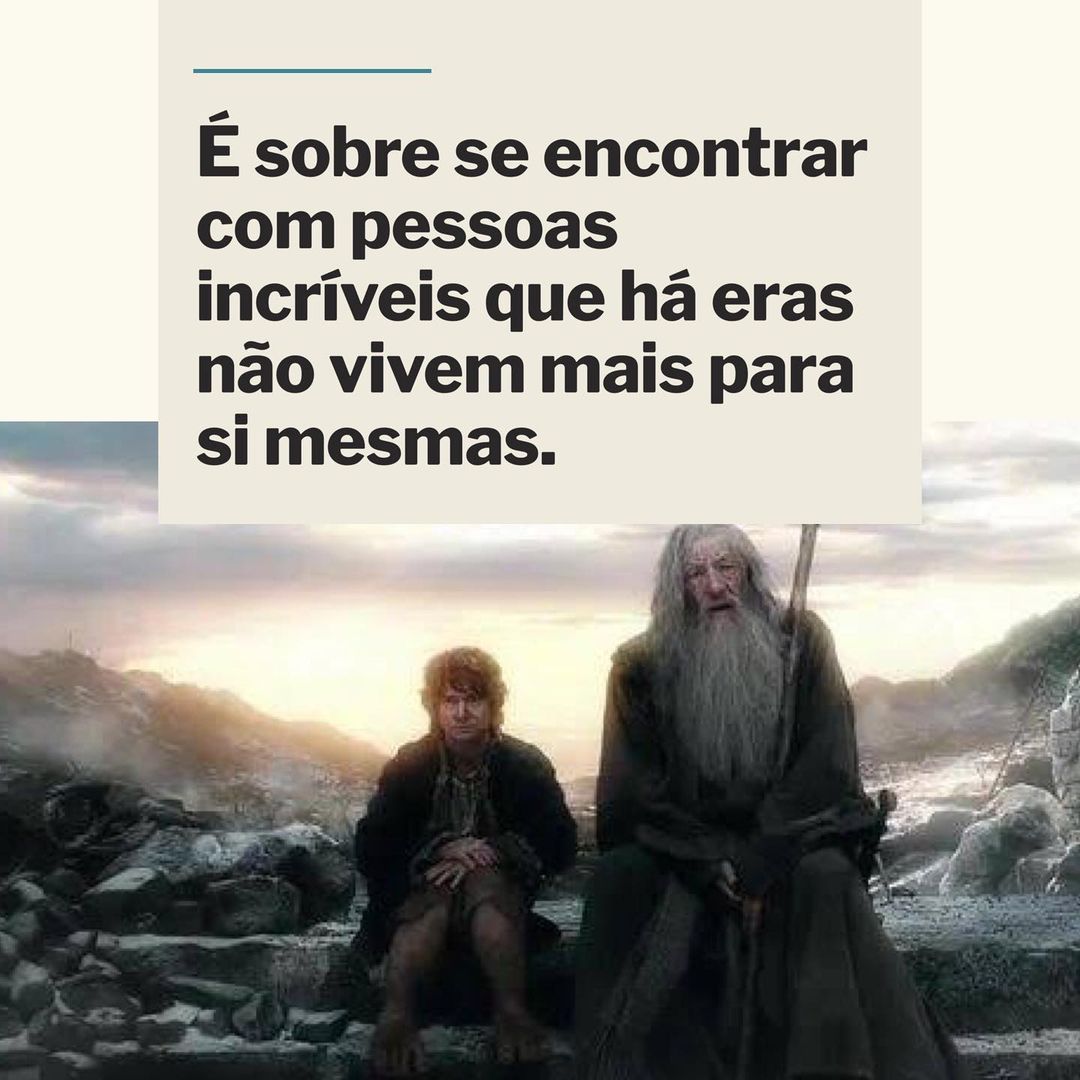 É sobre se encontrar
com pessoas
incríveis que há eras
não vivem mais para
si mesmas.